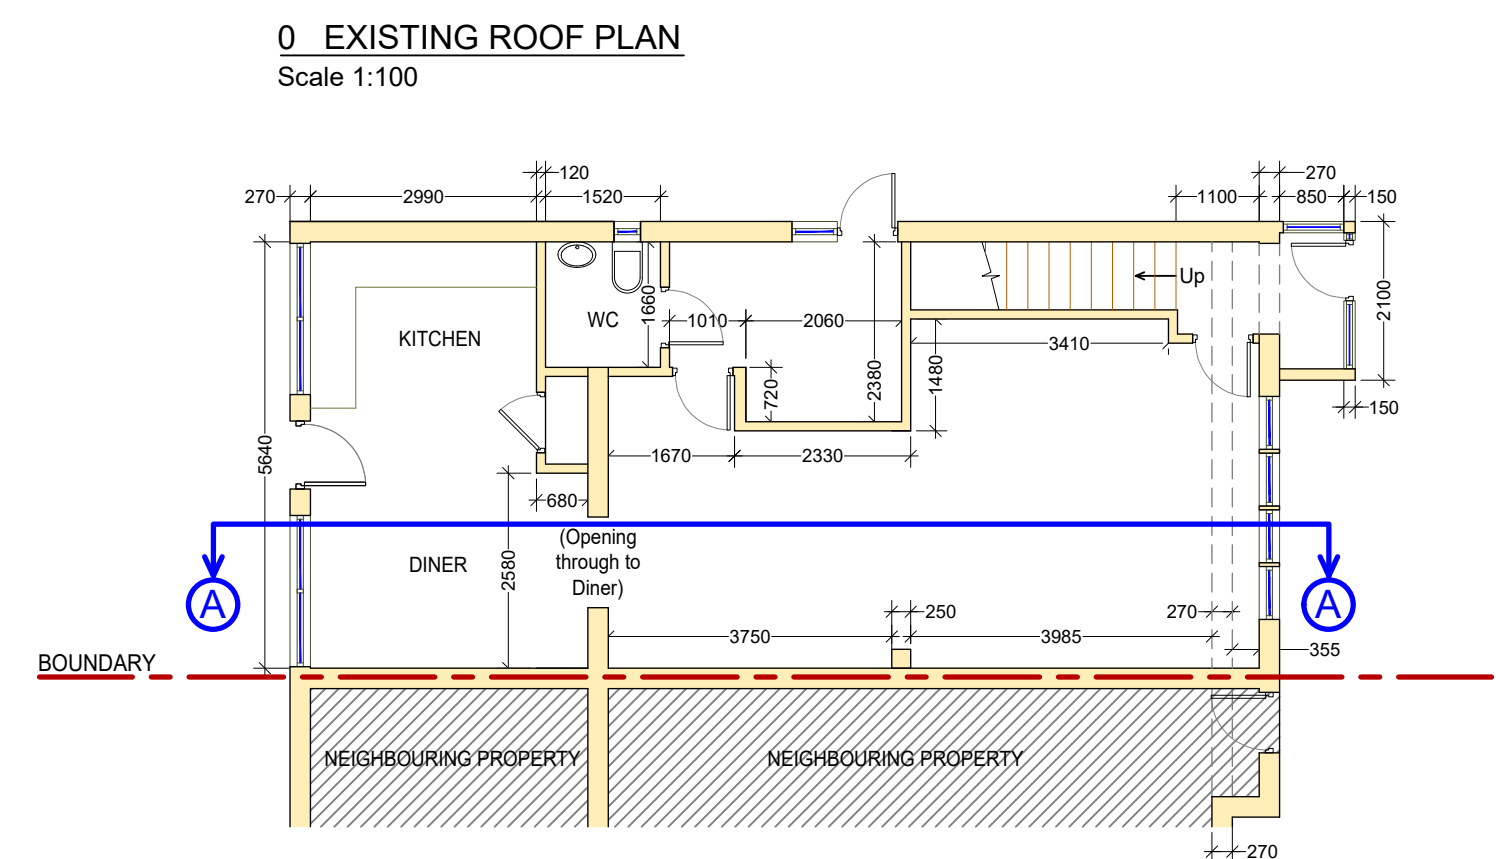 0 EXISTING ROOF PLAN
Scale 1:100
120
270
270
2990
1520
1100
850
150
Up
1660
WC
1010
2060
2100
KITCHEN
3410
2380
1480
720
150
5640
1670
2330
680
(Opening
through to
Diner)
DINER
2580
A
A
250
270
3750
3985
355
BOUNDARY
NEIGHBOURING PROPERTY
NEIGHBOURING PROPERTY
270